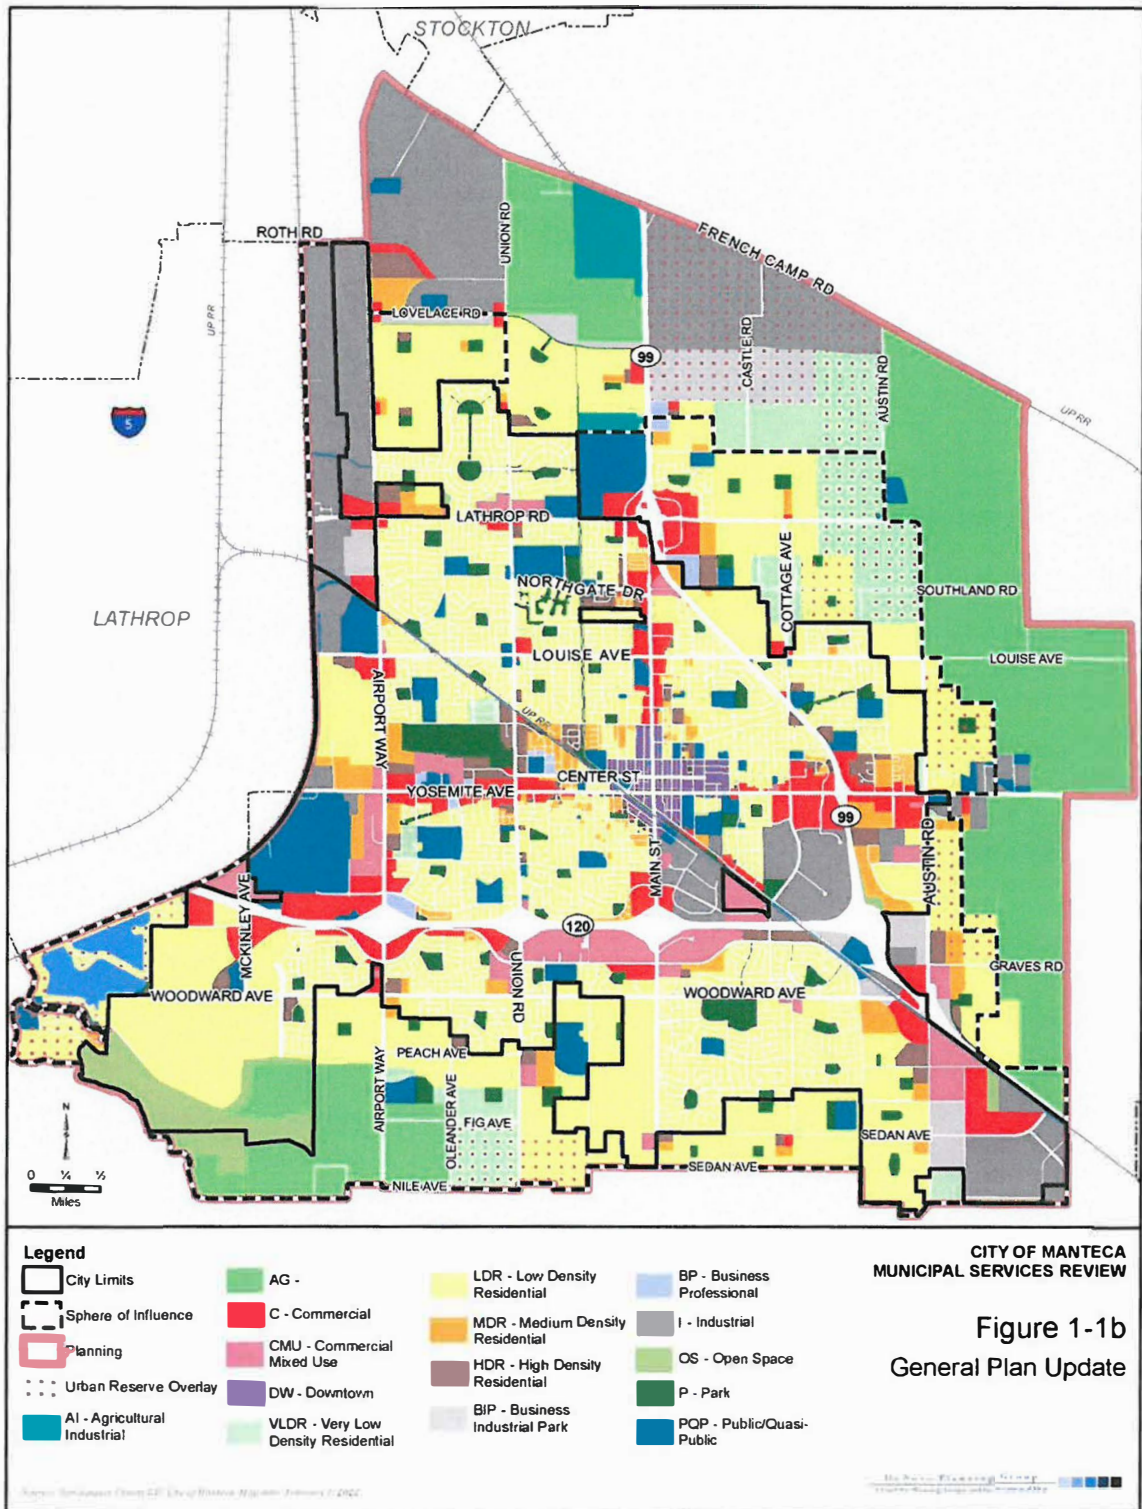 STOCKTON
ROTH RD
UNION RD
FRENCH CAMP RD
LOVELACE RD
UP RR
99
CASTLE RD
AUSTIN RD
UP RR
5
LATHROP RD
COTTAGE AVE
NORTHGATE DR
SOUTHLAND RD
LATHROP
LOUISE AVE
LOUISE AVE
AIRPORT WAY
UP RR
CENTER ST
YOSEMITE AVE
99
MAIN ST
AUSTIN RD
MCKINLEY AVE
120
UNION RD
GRAVES RD
WOODWARD AVE
WOODWARD AVE
PEACH AVE
AIRPORT WAY
OLEANDER AVE
FIG AVE
SEDAN AVE
SEDAN AVE
NILE AVE
N
0 ¼ ½
Miles
Legend
City Limits
Sphere of Influence
Planning
Urban Reserve Overlay
AI - Agricultural
Industrial
AG -
C - Commercial
CMU - Commercial
Mixed Use
DW - Downtown
VLDR - Very Low
Density Residential
LDR - Low Density
Residential
MDR - Medium Density
Residential
HDR - High Density
Residential
BIP - Business
Industrial Park
BP - Business
Professional
I - Industrial
OS - Open Space
P - Park
PQP - Public/Quasi-
Public
CITY OF MANTECA
MUNICIPAL SERVICES REVIEW
Figure 1-1b
General Plan Update